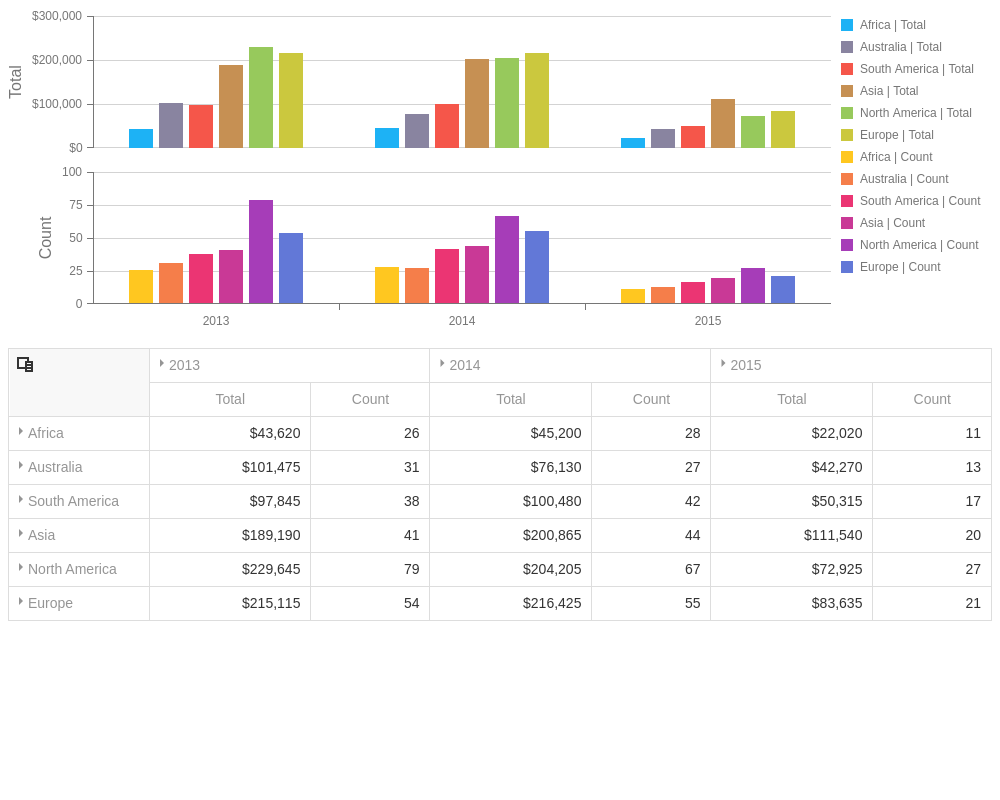 $300,000
$200,000
$100,000
$0
Total
100
75
50
25
0
Count
2013 2014 2015
Africa | Total
Australia | Total
South America | Total
Asia | Total
North America | Total
Europe | Total
Africa | Count
Australia | Count
South America | Count
Asia | Count
North America | Count
Europe | Count
2013 2014 2015
Total Count Total Count Total Count
Africa $43,620 26 $45,200 28 $22,020 11
Australia $101,475 31 $76,130 27 $42,270 13
South America $97,845 38 $100,480 42 $50,315 17
Asia $189,190 41 $200,865 44 $111,540 20
North America $229,645 79 $204,205 67 $72,925 27
Europe $215,115 54 $216,425 55 $83,635 21